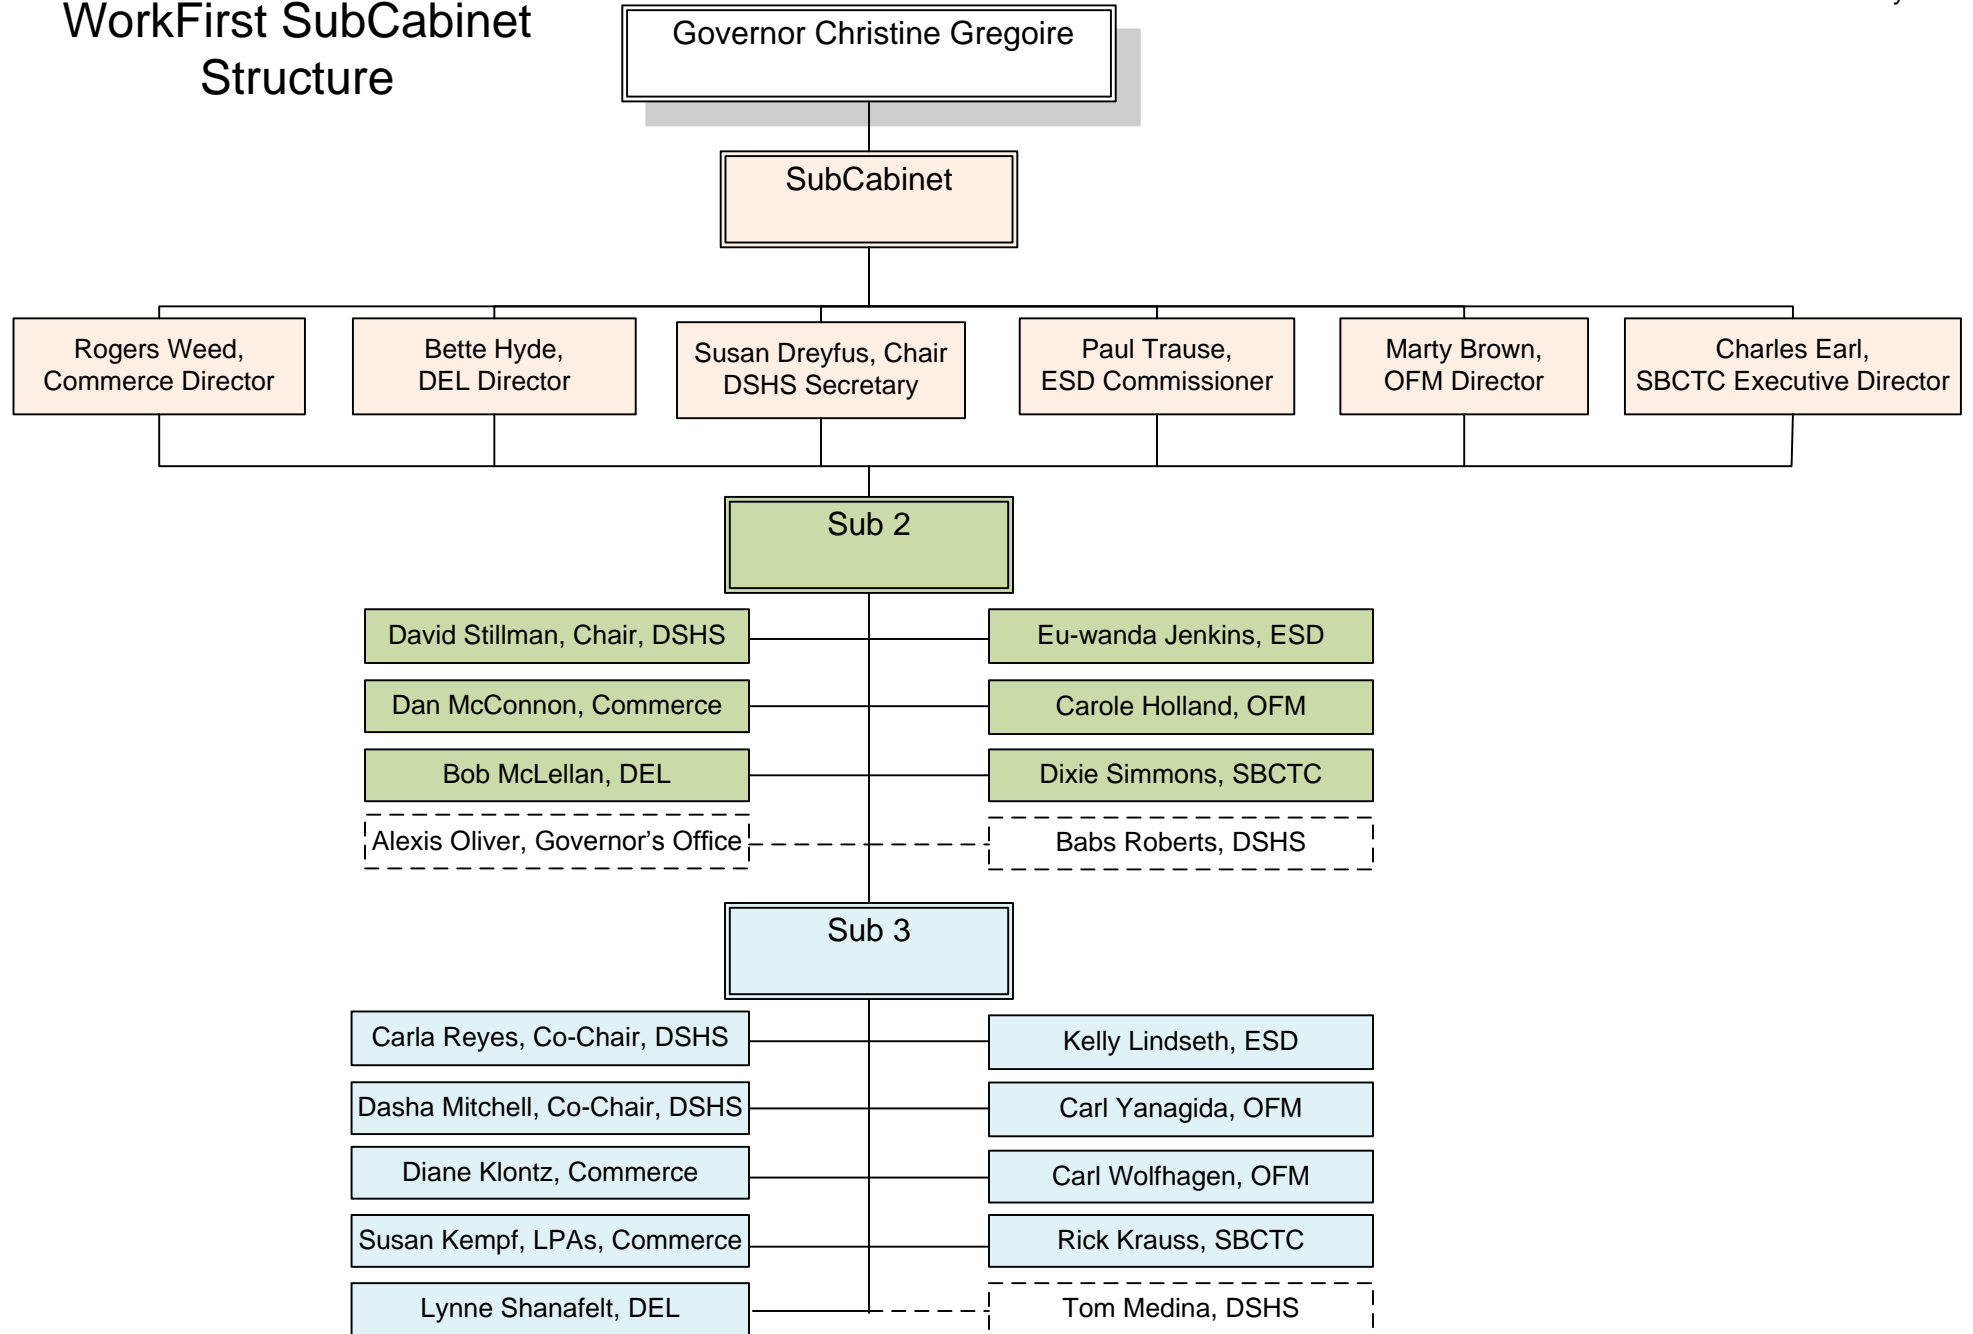 WorkFirst SubCabinet
Structure
Governor Christine Gregoire
SubCabinet
Rogers Weed,
Commerce Director
Bette Hyde,
DEL Director
Susan Dreyfus, Chair
DSHS Secretary
Paul Trause,
ESD Commissioner
Marty Brown,
OFM Director
Charles Earl,
SBCTC Executive Director
Sub 2
David Stillman, Chair, DSHS
Eu-wanda Jenkins, ESD
Dan McConnon, Commerce
Carole Holland, OFM
Bob McLellan, DEL
Dixie Simmons, SBCTC
Alexis Oliver, Governor’s Office
Babs Roberts, DSHS
Sub 3
Carla Reyes, Co-Chair, DSHS
Kelly Lindseth, ESD
Dasha Mitchell, Co-Chair, DSHS
Carl Yanagida, OFM
Diane Klontz, Commerce
Carl Wolfhagen, OFM
Susan Kempf, LPAs, Commerce
Rick Krauss, SBCTC
Lynne Shanafelt, DEL
Tom Medina, DSHS